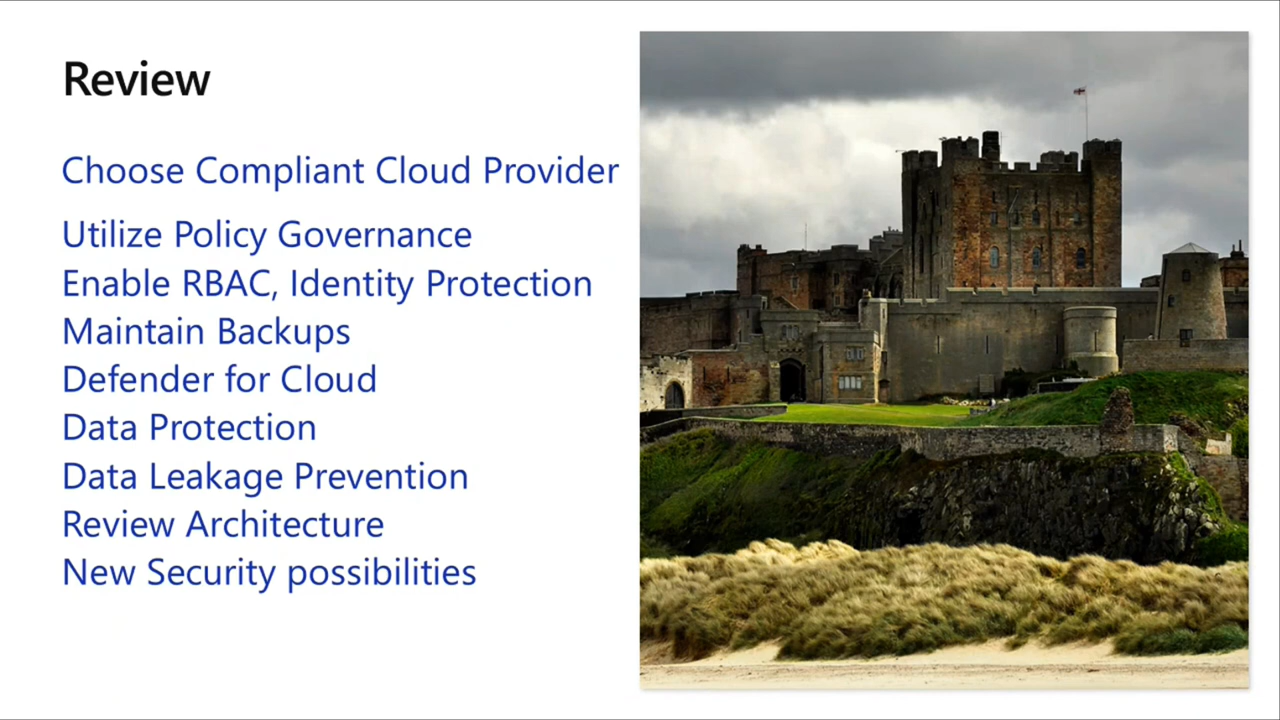 Review
Choose Compliant Cloud Provider
Utilize Policy Governance
Enable RBAC, Identity Protection
Maintain Backups
Defender for Cloud
Data Protection
Data Leakage Prevention
Review Architecture
New Security possibilities